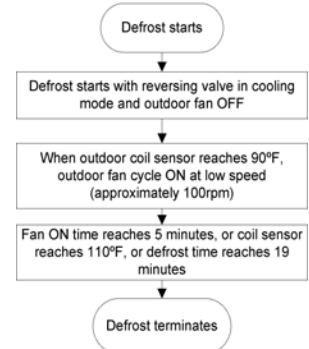 Defrost starts
Defrost starts with reversing valve in cooling
mode and outdoor fan OFF
When outdoor coil sensor reaches 90ºF,
outdoor fan cycle ON at low speed
(approximately 100rpm)
Fan ON time reaches 5 minutes, or coil sensor
reaches 110ºF, or defrost time reaches 19
minutes
Defrost terminates